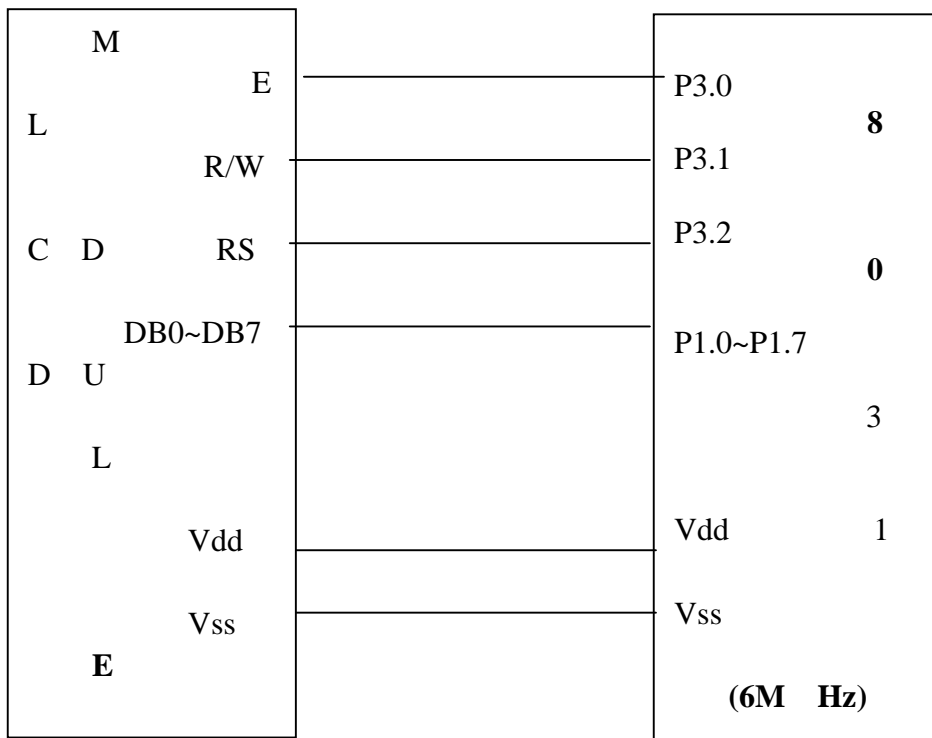 M
E P3.0
L 8
R/W P3.1
C D RS P3.2
0
DB0~DB7 P1.0~P1.7
D U
3
L
Vdd Vdd 1
Vss Vss
E
(6M Hz)